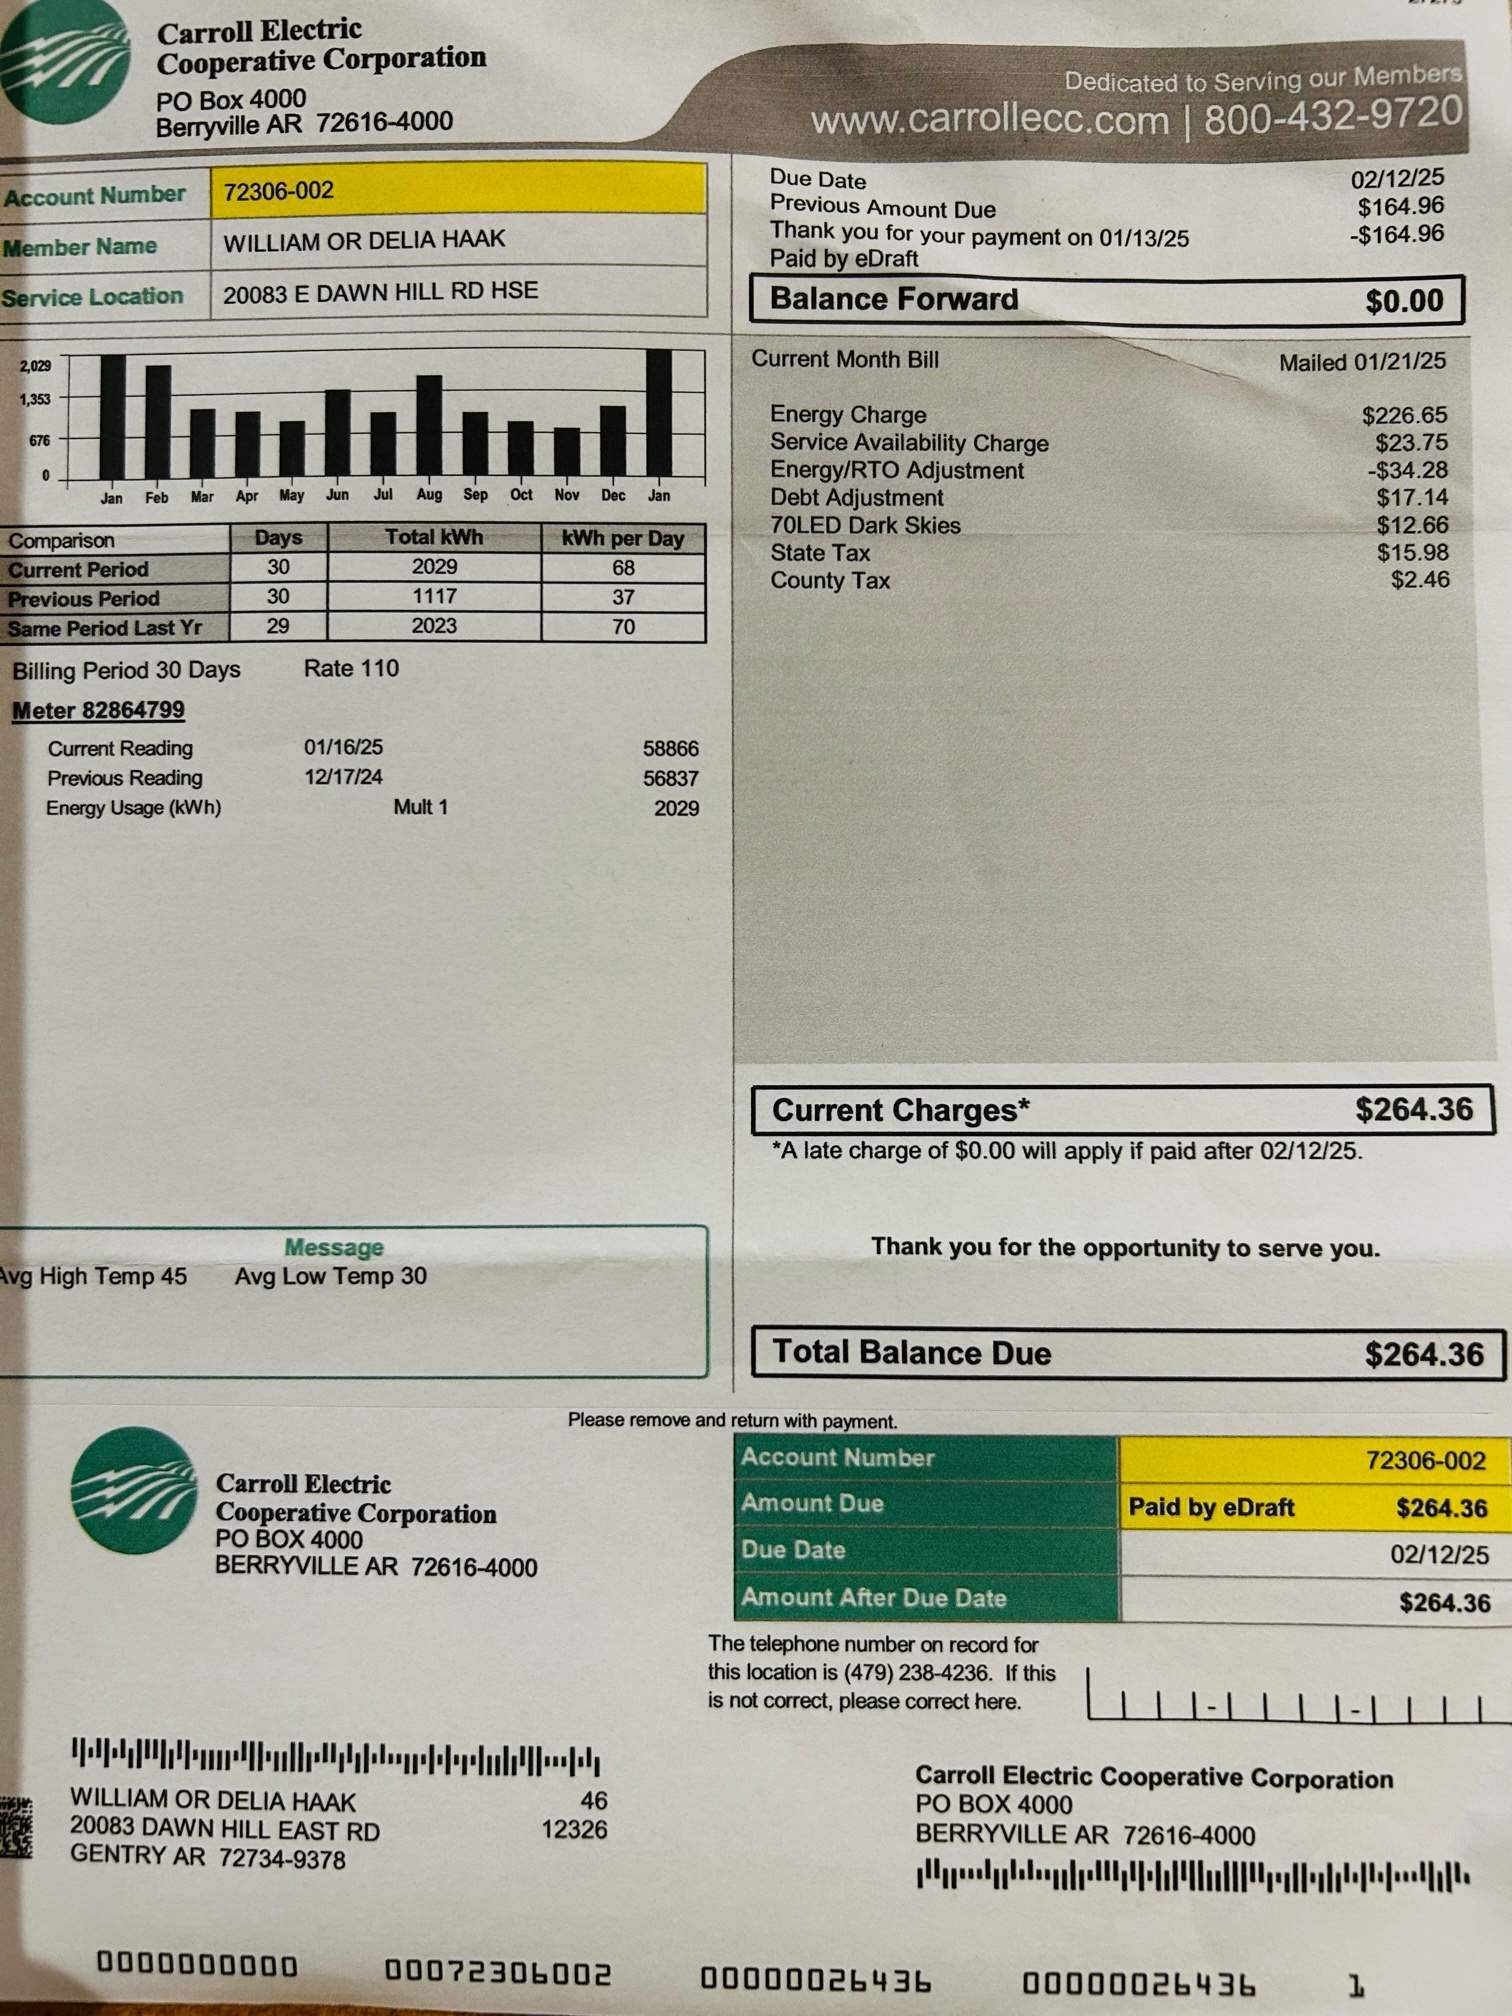 Carroll Electric
Cooperative Corporation
PO Box 4000
Berryville AR 72616-4000
Dedicated to Serving our Members
www.carrollecc.com | 800-432-9720
Account Number 72306-002
Member Name WILLIAM OR DELIA HAAK
Service Location 20083 E DAWN HILL RD HSE
Due Date 02/12/25
Previous Amount Due $164.96
Thank you for your payment on 01/13/25 -$164.96
Paid by eDraft
Balance Forward $0.00
2,029
1,353
676
0
Jan Feb Mar Apr May Jun Jul Aug Sep Oct Nov Dec Jan
Comparison Days Total kWh kWh per Day
Current Period 30 2029 68
Previous Period 30 1117 37
Same Period Last Yr 29 2023 70
Billing Period 30 Days Rate 110
Meter 82864799
Current Reading 01/16/25 58866
Previous Reading 12/17/24 56837
Energy Usage (kWh) Mult 1 2029
Current Month Bill Mailed 01/21/25
Energy Charge $226.65
Service Availability Charge $23.75
Energy/RTO Adjustment -$34.28
Debt Adjustment $17.14
70LED Dark Skies $12.66
State Tax $15.98
County Tax $2.46
Current Charges* $264.36
*A late charge of $0.00 will apply if paid after 02/12/25.
Message
Avg High Temp 45 Avg Low Temp 30
Thank you for the opportunity to serve you.
Total Balance Due $264.36
Please remove and return with payment.
Carroll Electric
Cooperative Corporation
PO BOX 4000
BERRYVILLE AR 72616-4000
Account Number 72306-002
Amount Due Paid by eDraft $264.36
Due Date 02/12/25
Amount After Due Date $264.36
The telephone number on record for
this location is (479) 238-4236. If this
is not correct, please correct here.
WILLIAM OR DELIA HAAK 46
20083 DAWN HILL EAST RD 12326
GENTRY AR 72734-9378
Carroll Electric Cooperative Corporation
PO BOX 4000
BERRYVILLE AR 72616-4000
0000000000 00072306002 00000026436 00000026436 1